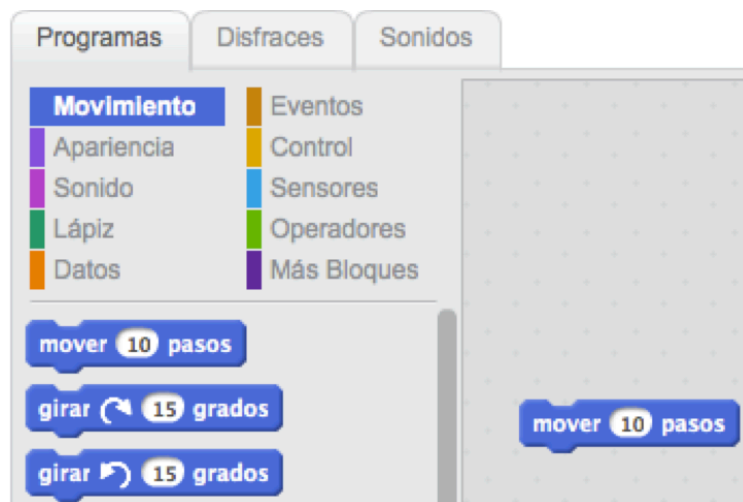 Programas Disfraces Sonidos
Movimiento Eventos
Apariencia Control
Sonido Sensores
Lápiz Operadores
Datos Más Bloques
mover 10 pasos
girar 15 grados
mover 10 pasos
girar 15 grados